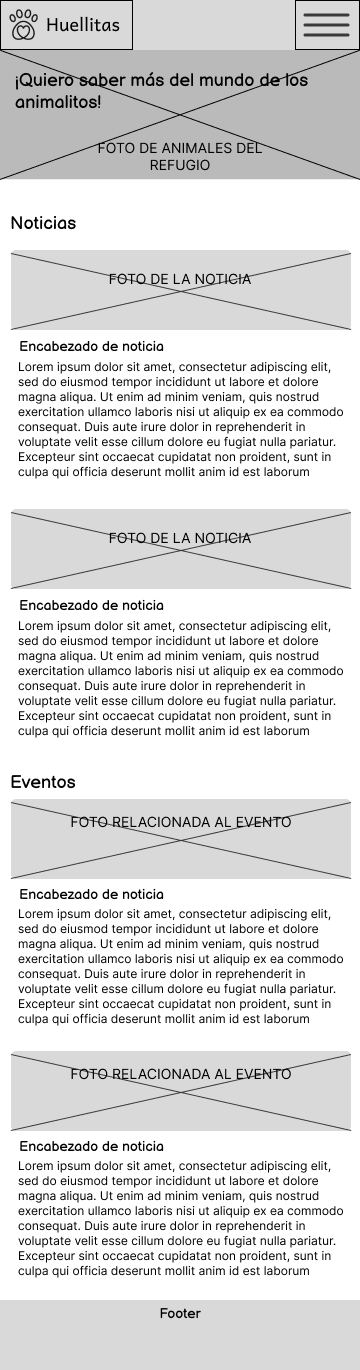 Huellitas
¡Quiero saber más del mundo de los
animalitos!
FOTO DE ANIMALES DEL
REFUGIO
Noticias
FOTO DE LA NOTICIA
Encabezado de noticia
Lorem ipsum dolor sit amet, consectetur adipiscing elit,
sed do eiusmod tempor incididunt ut labore et dolore
magna aliqua. Ut enim ad minim veniam, quis nostrud
exercitation ullamco laboris nisi ut aliquip ex ea commodo
consequat. Duis aute irure dolor in reprehenderit in
voluptate velit esse cillum dolore eu fugiat nulla pariatur.
Excepteur sint occaecat cupidatat non proident, sunt in
culpa qui officia deserunt mollit anim id est laborum
FOTO DE LA NOTICIA
Encabezado de noticia
Lorem ipsum dolor sit amet, consectetur adipiscing elit,
sed do eiusmod tempor incididunt ut labore et dolore
magna aliqua. Ut enim ad minim veniam, quis nostrud
exercitation ullamco laboris nisi ut aliquip ex ea commodo
consequat. Duis aute irure dolor in reprehenderit in
voluptate velit esse cillum dolore eu fugiat nulla pariatur.
Excepteur sint occaecat cupidatat non proident, sunt in
culpa qui officia deserunt mollit anim id est laborum
Eventos
FOTO RELACIONADA AL EVENTO
Encabezado de noticia
Lorem ipsum dolor sit amet, consectetur adipiscing elit,
sed do eiusmod tempor incididunt ut labore et dolore
magna aliqua. Ut enim ad minim veniam, quis nostrud
exercitation ullamco laboris nisi ut aliquip ex ea commodo
consequat. Duis aute irure dolor in reprehenderit in
voluptate velit esse cillum dolore eu fugiat nulla pariatur.
Excepteur sint occaecat cupidatat non proident, sunt in
culpa qui officia deserunt mollit anim id est laborum
FOTO RELACIONADA AL EVENTO
Encabezado de noticia
Lorem ipsum dolor sit amet, consectetur adipiscing elit,
sed do eiusmod tempor incididunt ut labore et dolore
magna aliqua. Ut enim ad minim veniam, quis nostrud
exercitation ullamco laboris nisi ut aliquip ex ea commodo
consequat. Duis aute irure dolor in reprehenderit in
voluptate velit esse cillum dolore eu fugiat nulla pariatur.
Excepteur sint occaecat cupidatat non proident, sunt in
culpa qui officia deserunt mollit anim id est laborum
Footer